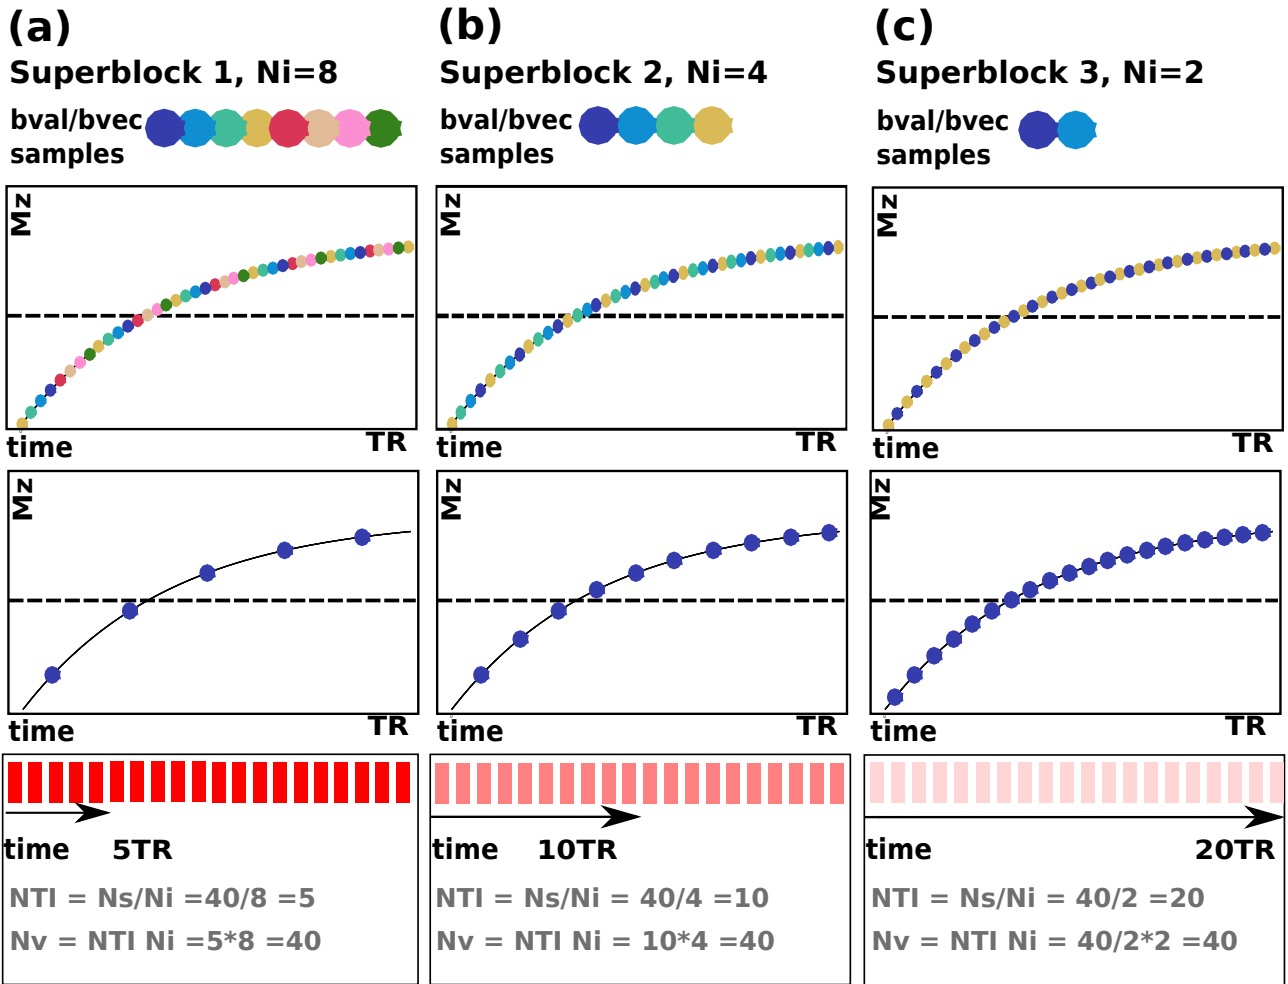 (a)
Superblock 1, Ni=8
bval/bvec
samples
Mz
time
TR
Mz
time
TR
time 5TR
NTI = Ns/Ni =40/8 =5
Nv = NTI Ni =5*8 =40
(b)
Superblock 2, Ni=4
bval/bvec
samples
Mz
time
TR
Mz
time
TR
time 10TR
NTI = Ns/Ni = 40/4 =10
Nv = NTI Ni = 10*4 =40
(c)
Superblock 3, Ni=2
bval/bvec
samples
Mz
time
TR
Mz
time
TR
time 20TR
NTI = Ns/Ni = 40/2 =20
Nv = NTI Ni = 40/2*2 =40